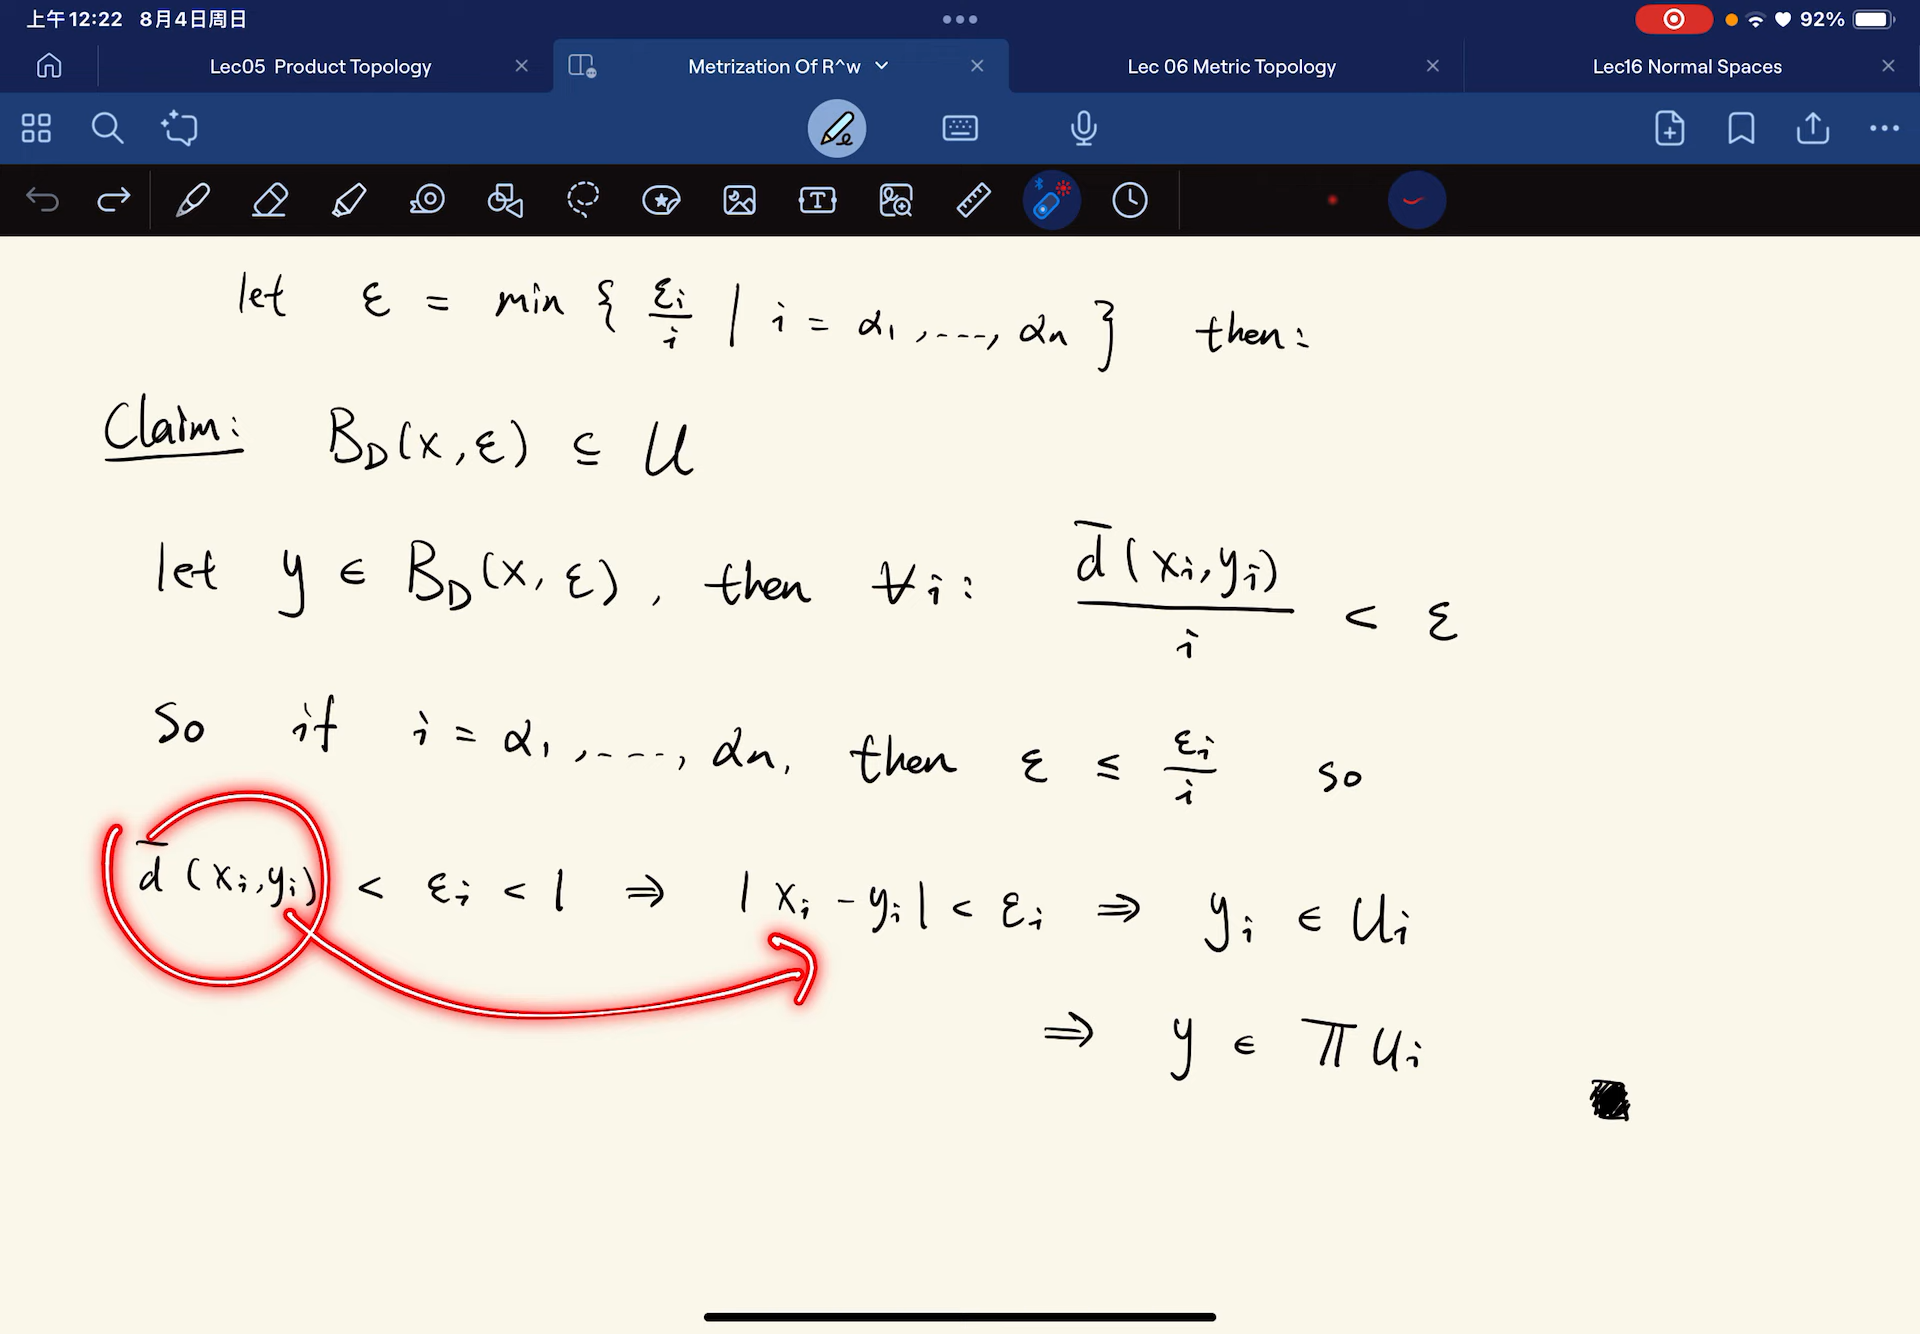 上午12:22 8月4日周日
92%
Lec05 Product Topology
Metrization Of R^w
Lec 06 Metric Topology
Lec16 Normal Spaces
let ε = min { εi/i | i = α1, ---, αn } then:
Claim: BD(x, ε) ⊆ U
let y ∈ BD(x, ε), then ∀i: d̄(xi, yi)/i < ε
So if i = α1, ---, αn, then ε ≤ εi/i so
d̄(xi, yi) < εi < 1 ⇒ |xi - yi| < εi ⇒ yi ∈ Ui
⇒ y ∈ πUi